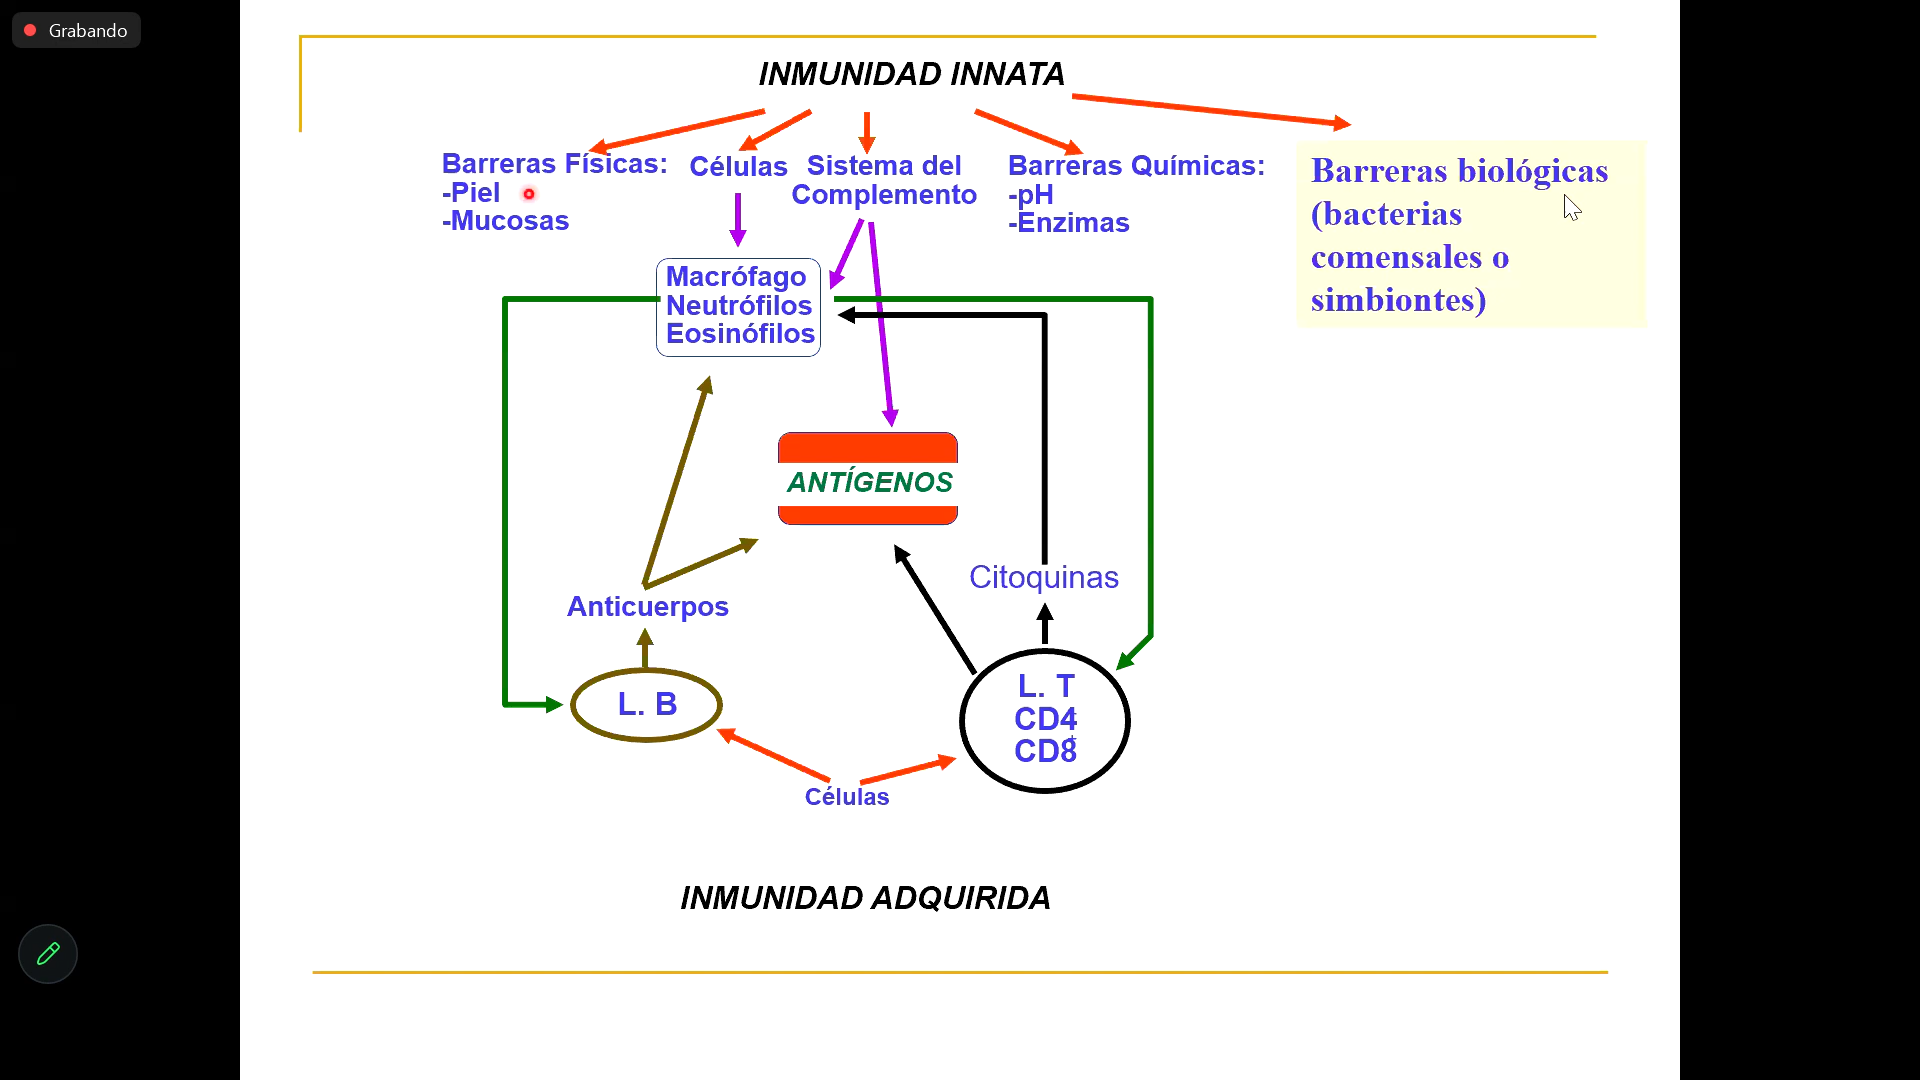 Grabando
INMUNIDAD INNATA
Barreras Físicas:
-Piel
-Mucosas
Células
Sistema del
Complemento
Barreras Químicas:
-pH
-Enzimas
Barreras biológicas
(bacterias
comensales o
simbiontes)
Macrófago
Neutrófilos
Eosinófilos
ANTÍGENOS
Citoquinas
Anticuerpos
L. B
L. T
CD4+
CD8+
Células
INMUNIDAD ADQUIRIDA